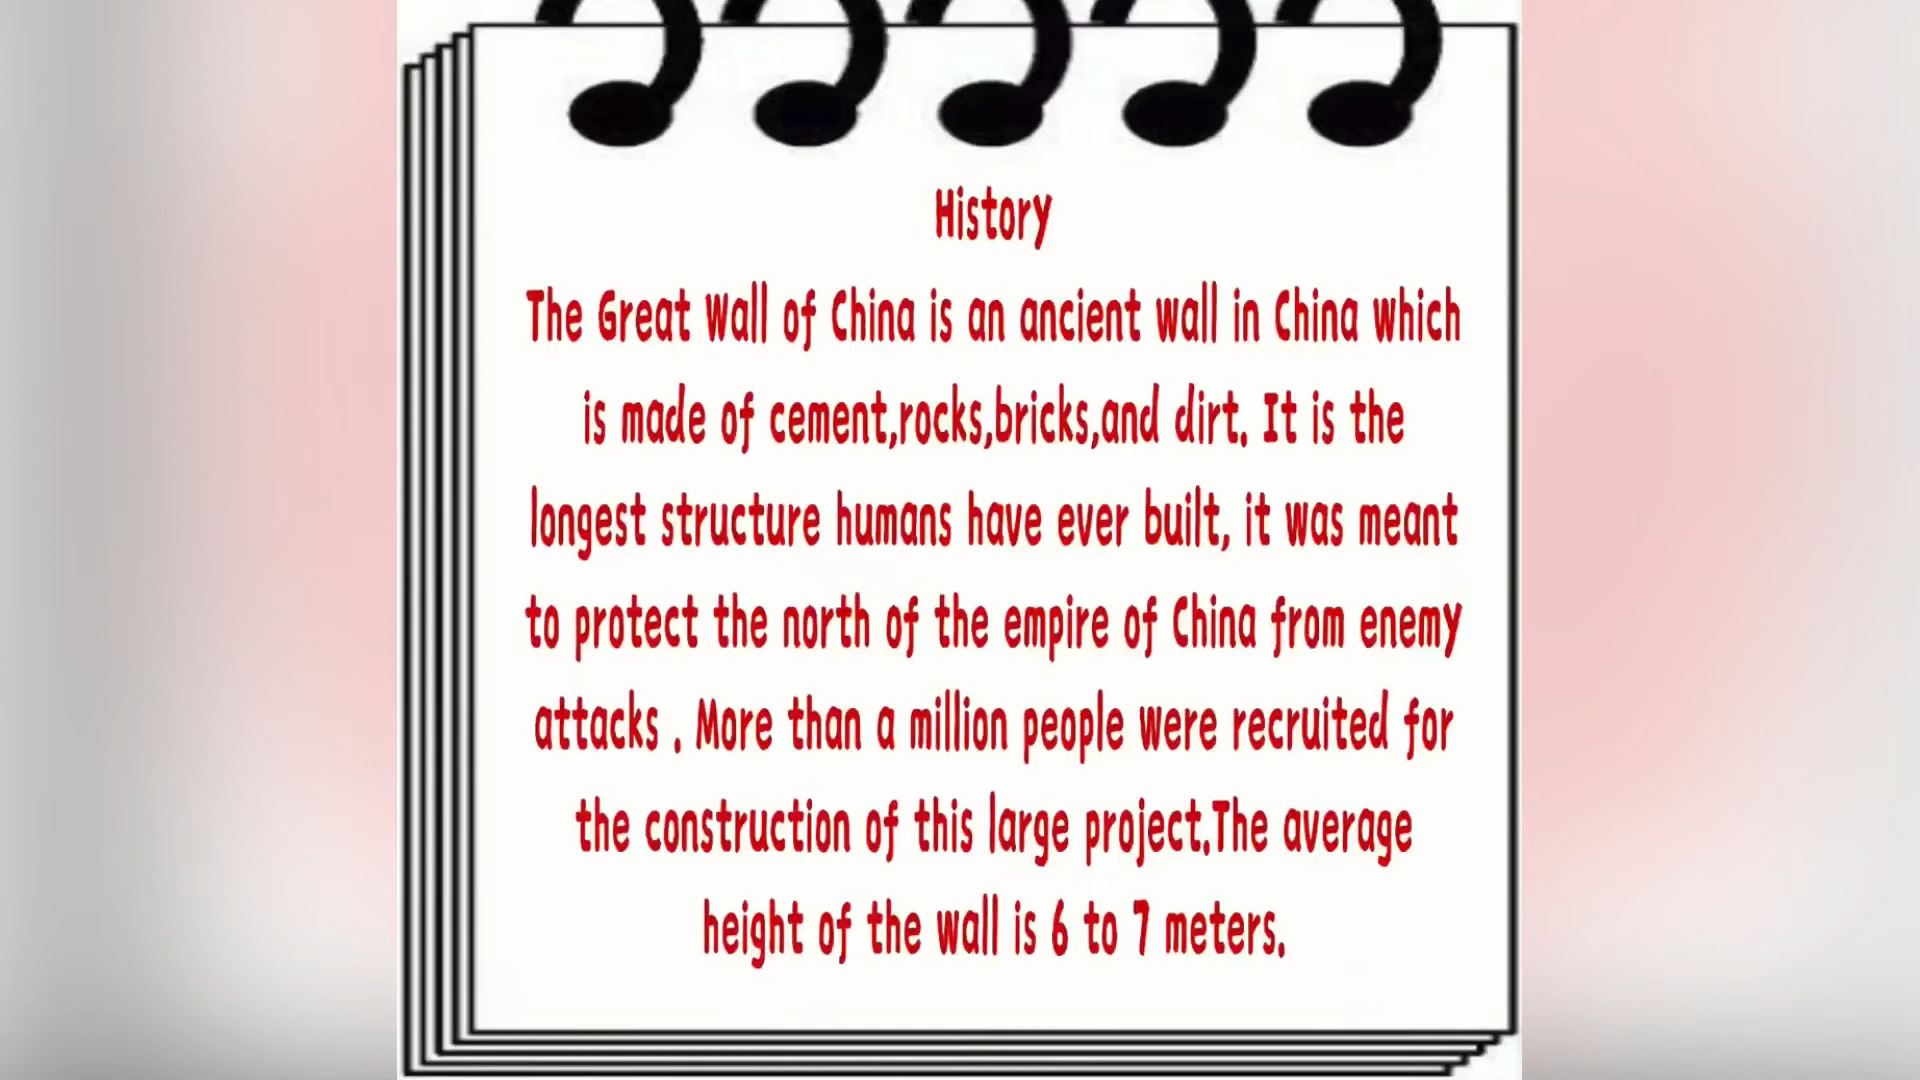 History
The Great Wall of China is an ancient wall in China which
is made of cement,rocks,bricks,and dirt. It is the
longest structure humans have ever built, it was meant
to protect the north of the empire of China from enemy
attacks . More than a million people were recruited for
the construction of this large project.The average
height of the wall is 6 to 7 meters.